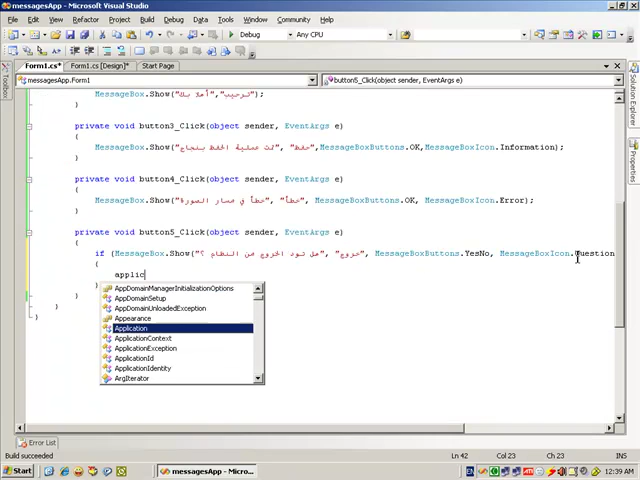 messagesApp - Microsoft Visual Studio
File Edit View Refactor Project Build Debug Data Tools Window Community Help
Debug Any CPU
Form1.cs* Form1.cs [Design]* Start Page
messagesApp.Form1 button5_Click(object sender, EventArgs e)
Toolbox
Solution Explorer
Properties
MessageBox.Show("أهلا بك","ترحيب");
}
private void button3_Click(object sender, EventArgs e)
{
MessageBox.Show("تمت عملية الحفظ بنجاح", "حفظ",MessageBoxButtons.OK,MessageBoxIcon.Information);
}
private void button4_Click(object sender, EventArgs e)
{
MessageBox.Show("خطأ في مسار الصورة", "خطأ", MessageBoxButtons.OK, MessageBoxIcon.Error);
}
private void button5_Click(object sender, EventArgs e)
{
if (MessageBox.Show("هل تود الخروج من النظام ؟", "خروج", MessageBoxButtons.YesNo, MessageBoxIcon.Question
{
applic
AppDomainManagerInitializationOptions
AppDomainSetup
AppDomainUnloadedException
Appearance
Application
ApplicationContext
ApplicationException
ApplicationId
ApplicationIdentity
ArgIterator
}
}
}
Error List
Build succeeded Ln 42 Col 23 Ch 23 INS
Start messagesApp - Micro... EN 12:39 AM